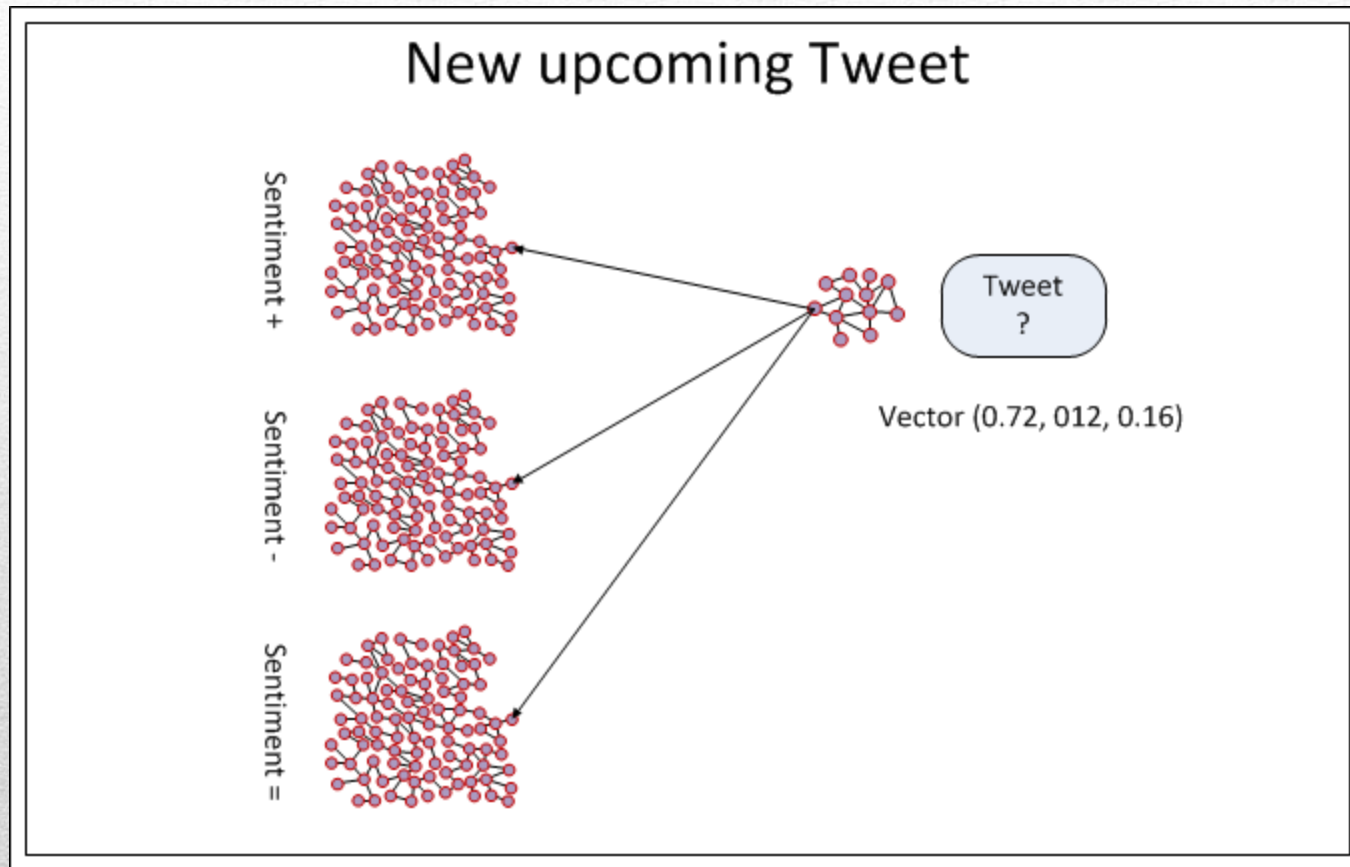 New upcoming Tweet
Sentiment +
Sentiment -
Sentiment =
Tweet
?
Vector (0.72, 012, 0.16)